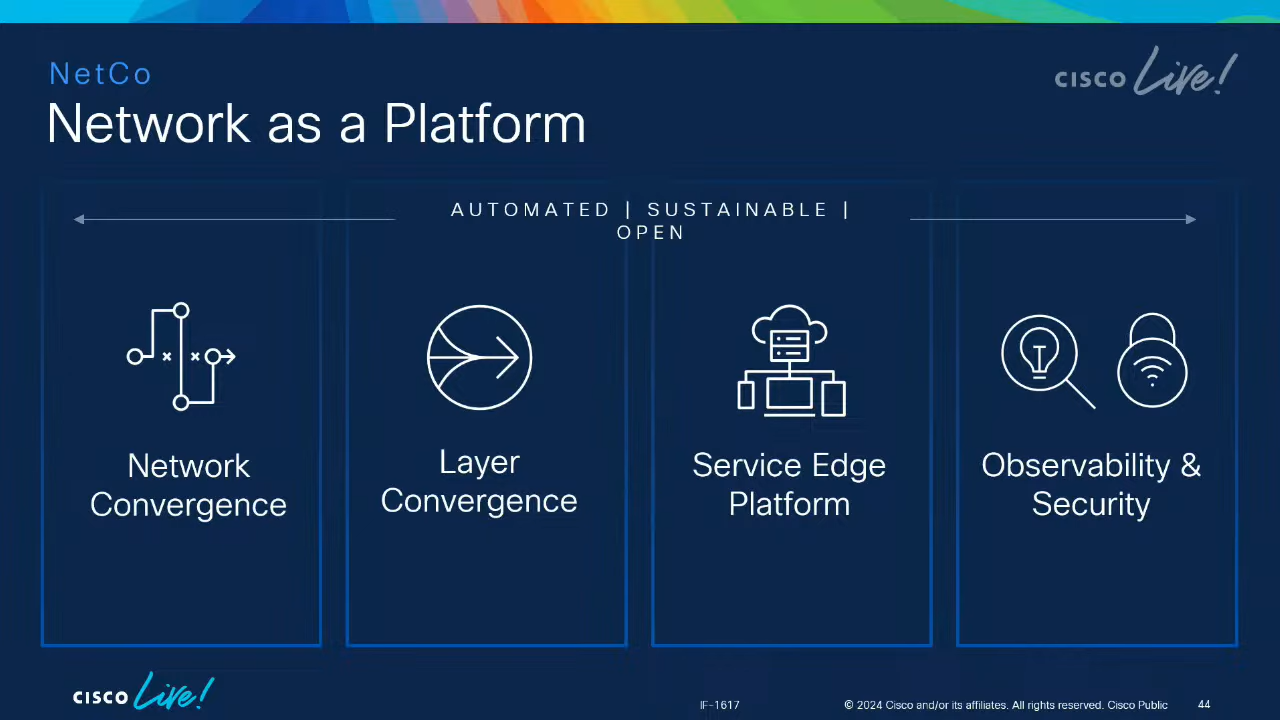 NetCo
CISCO Live!
Network as a Platform
AUTOMATED | SUSTAINABLE |
OPEN
Network
Convergence
Layer
Convergence
Service Edge
Platform
Observability &
Security
CISCO Live!
IF-1617
© 2024 Cisco and/or its affiliates. All rights reserved. Cisco Public
44